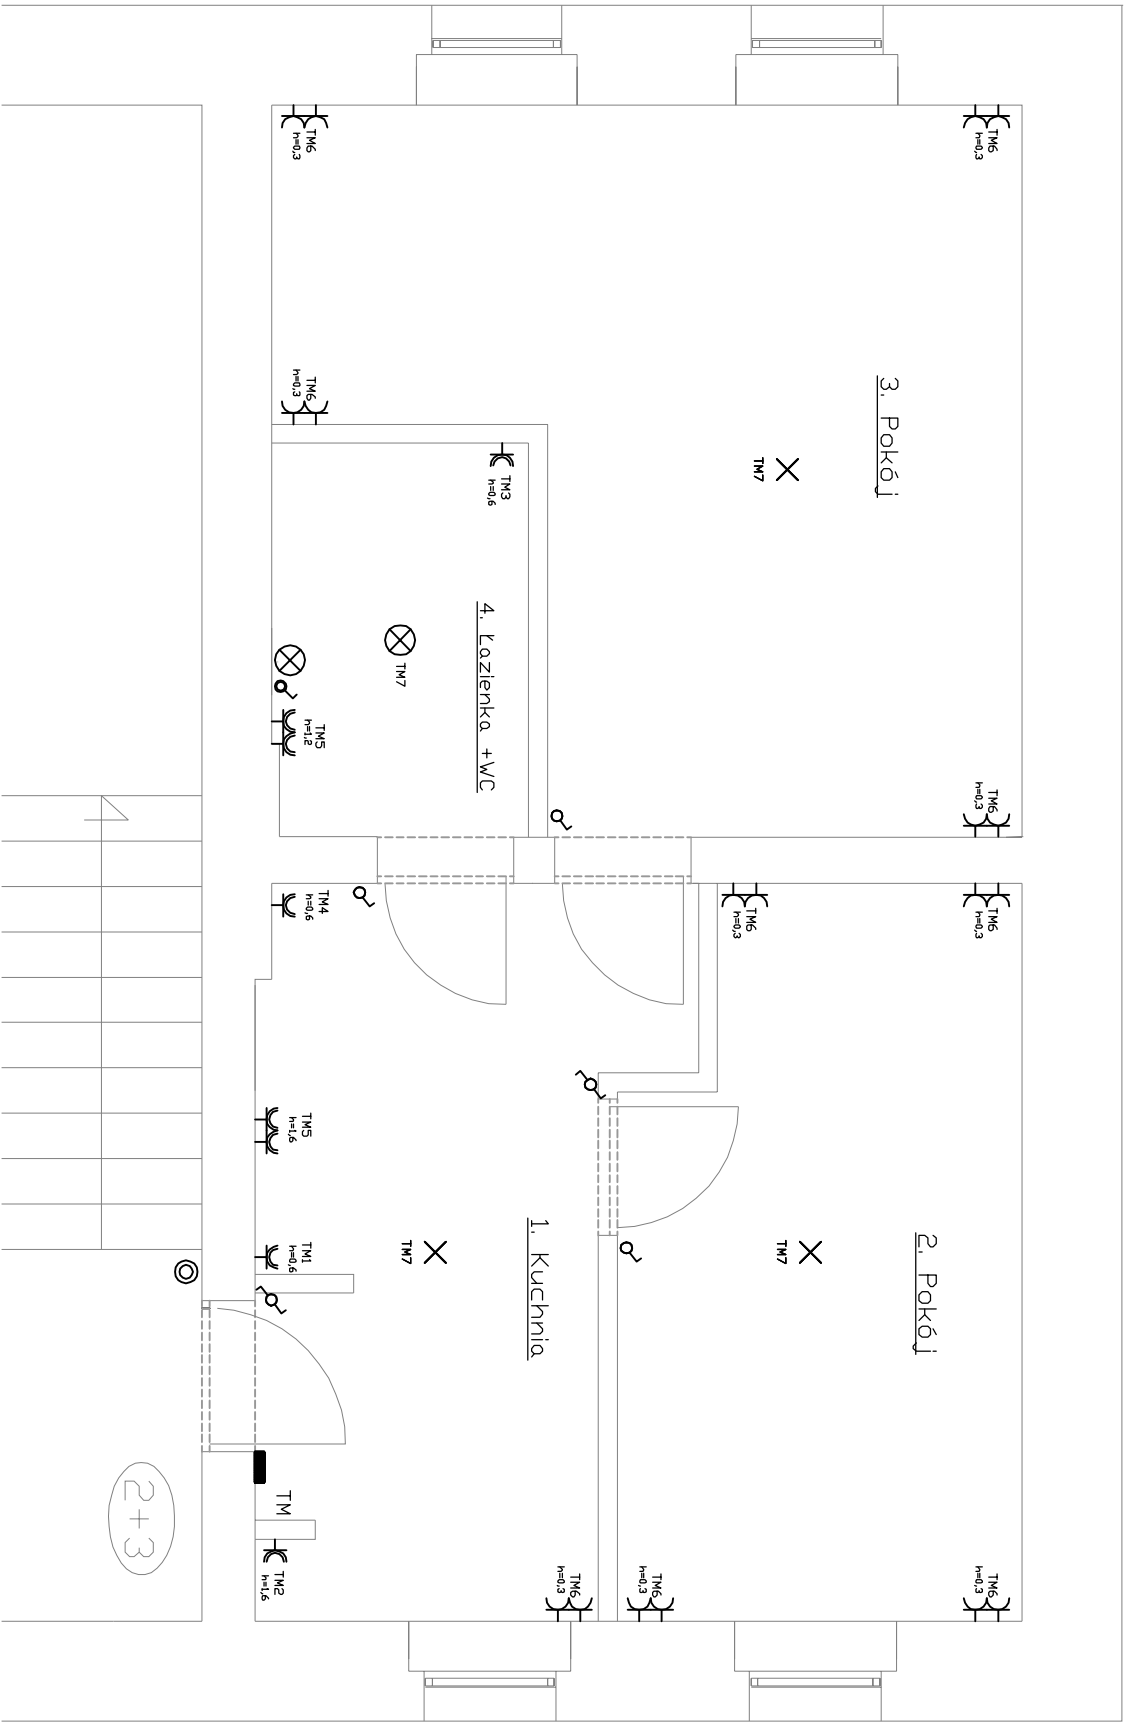 TM6
h=0,3
TM6
h=0,3
TM6
h=0,3
3. Pokój
TM7
TM3
h=0,6
4. Łazienka +WC
TM7
TM5
h=1,2
TM6
h=0,3
TM4
h=0,6
TM6
h=0,3
TM6
h=0,3
TM5
h=1,6
TM1
h=0,6
TM7
1. Kuchnia
TM7
2. Pokój
2+3
TM
TM2
h=1,6
TM6
h=0,3
TM6
h=0,3
TM6
h=0,3